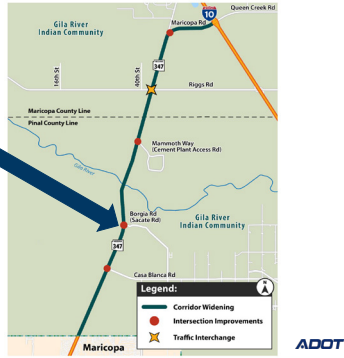 Queen Creek Rd
Gila River
Indian Community
10
Maricopa Rd
347
16th St
40th St
Riggs Rd
Maricopa County Line
Pinal County Line
Mammoth Way
(Cement Plant Access Rd)
Gila River
Borgia Rd
(Sacate Rd)
Gila River
Indian Community
347
Casa Blanca Rd
Legend:
Corridor Widening
Intersection Improvements
Traffic Interchange
Maricopa
ADOT